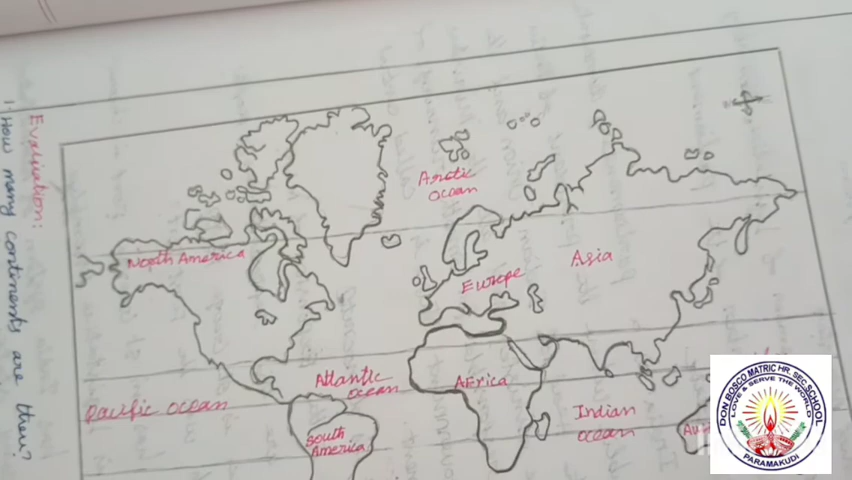 Evaluation:
1. How many continents are there?
Arctic
ocean
North America
Europe
Asia
Atlantic
ocean
Africa
Pacific ocean
Indian
ocean
South
America
DON BOSCO MATRIC HR. SEC SCHOOL
LOVE & SERVE THE WORLD
PARAMAKUDI